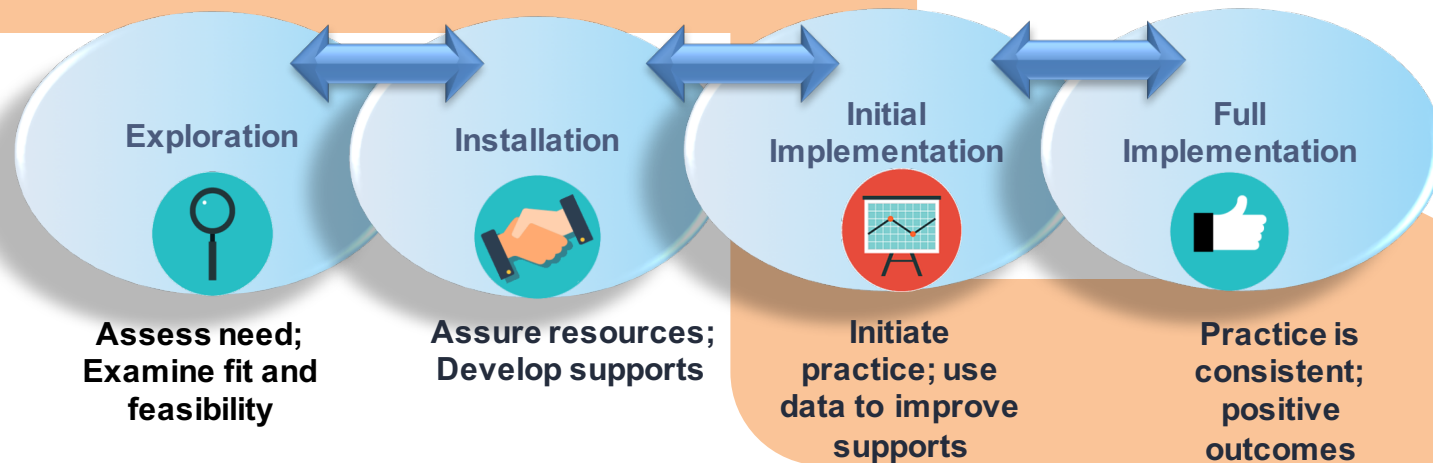 Exploration
Assess need;
Examine fit and
feasibility
Installation
Assure resources;
Develop supports
Initial
Implementation
Initiate
practice; use
data to improve
supports
Full
Implementation
Practice is
consistent;
positive
outcomes